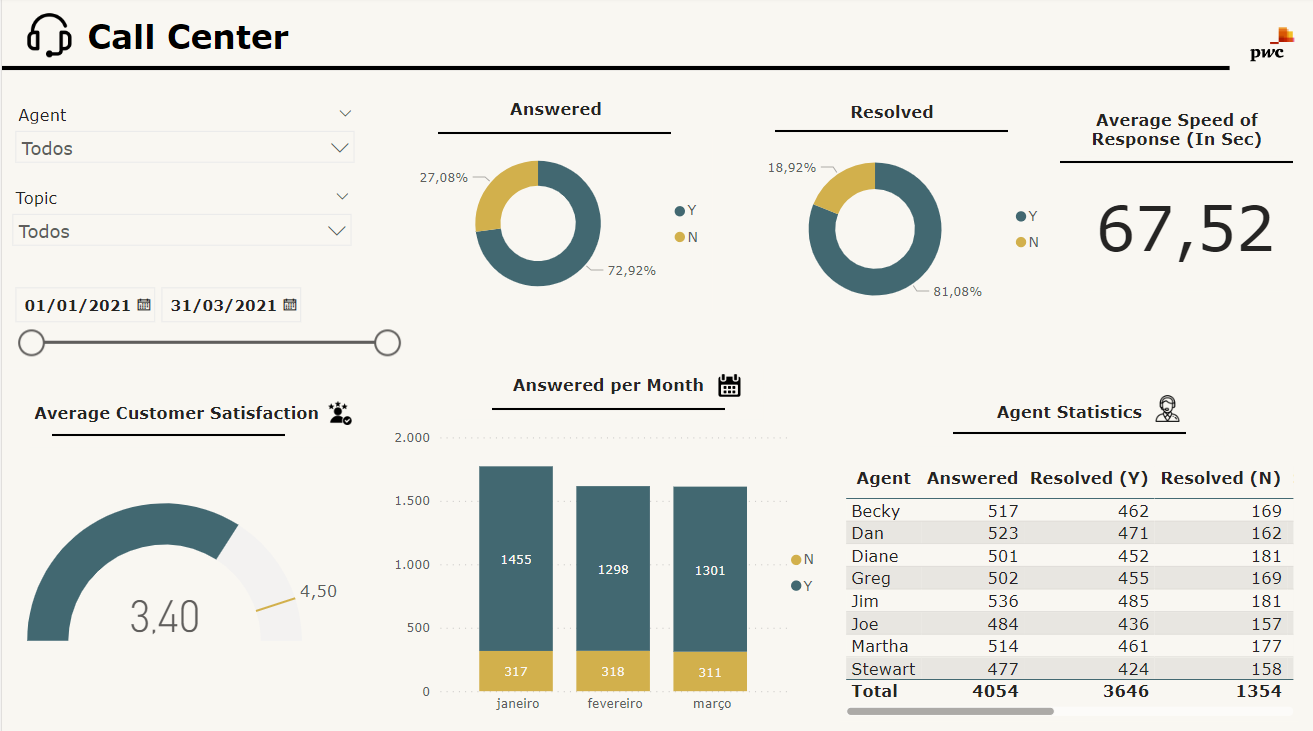 Call Center
pwc
Agent
Todos
Topic
Todos
01/01/2021 31/03/2021
Answered
27,08%
72,92%
Y
N
Resolved
18,92%
81,08%
Y
N
Average Speed of
Response (In Sec)
67,52
Average Customer Satisfaction
3,40
4,50
Answered per Month
2.000
1.500
1.000
500
0
1455 1298 1301
317 318 311
janeiro fevereiro março
N
Y
Agent Statistics
Agent Answered Resolved (Y) Resolved (N)
Becky 517 462 169
Dan 523 471 162
Diane 501 452 181
Greg 502 455 169
Jim 536 485 181
Joe 484 436 157
Martha 514 461 177
Stewart 477 424 158
Total 4054 3646 1354